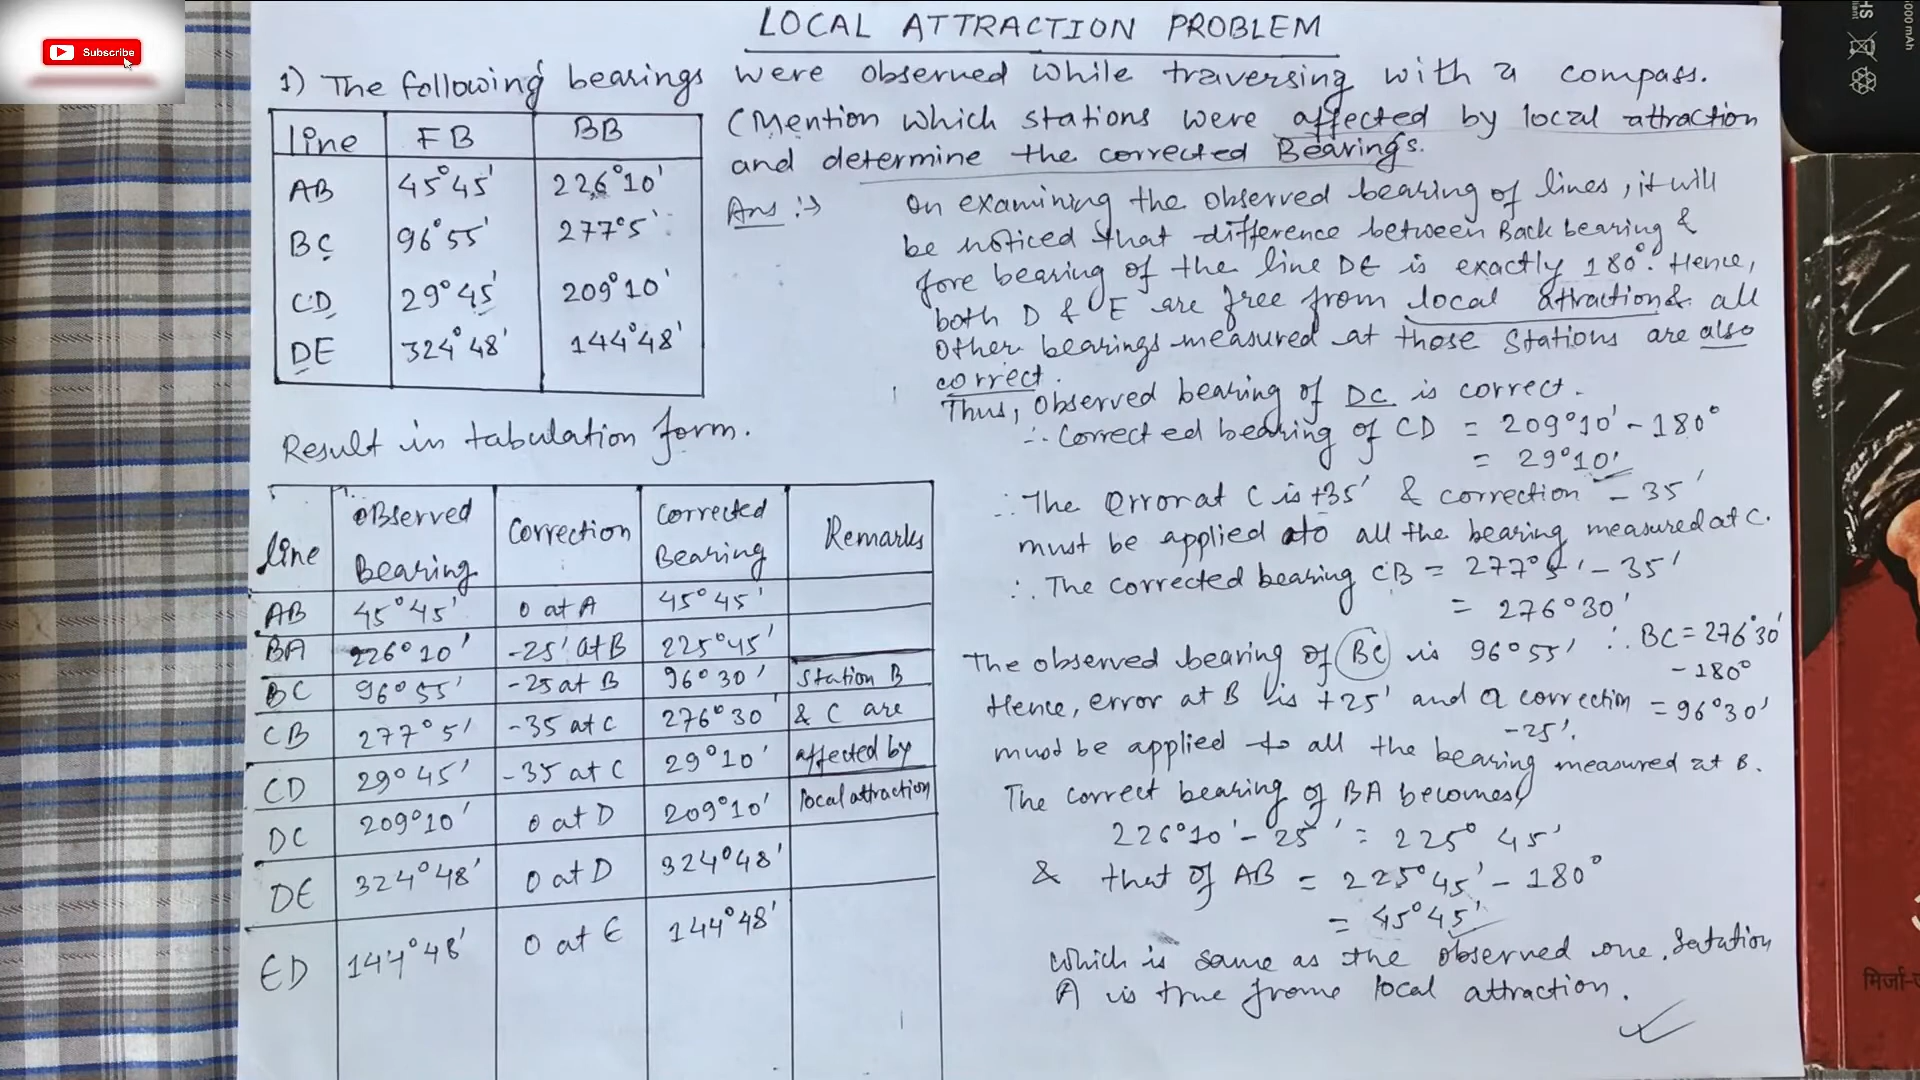 Subscribe
LOCAL ATTRACTION PROBLEM
1) The following bearings were observed while traversing with a compass.
(Mention which stations were affected by local attraction
and determine the corrected Bearings.
line FB BB
AB 45°45' 226°10'
BC 96°55' 277°5'
CD 29°45' 209°10'
DE 324°48' 144°48'
Ans :→ On examining the observed bearing of lines, it will
be noticed that difference between Back bearing &
fore bearing of the line DE is exactly 180°. Hence,
both D & E are free from local attraction & all
other bearings measured at those stations are also
correct.
Thus, observed bearing of DC is correct.
∴ Corrected bearing of CD = 209°10' - 180°
= 29°10'
∴ The error at C is +35' & correction - 35'
must be applied to all the bearing measured at C.
∴ The corrected bearing CB = 277°5' - 35'
= 276°30'
The observed bearing of BC is 96°55' ∴ BC = 276°30'
- 180°
Hence, error at B is +25' and a correction = 96°30'
-25'.
must be applied to all the bearing measured at B.
The correct bearing of BA becomes
226°10' - 25' = 225°45'
& that of AB = 225°45' - 180°
= 45°45'
which is same as the observed one. Satation
A is true frome local attraction.
Result in tabulation form.
line OBserved Bearing Correction Corrected Bearing Remarks
AB 45°45' 0 at A 45°45'
BA 226°10' -25' at B 225°45'
BC 96°55' -25 at B 96°30' Station B
CB 277°5' -35 at C 276°30' & C are
CD 29°45' -35 at C 29°10' affected by
DC 209°10' 0 at D 209°10' local attraction
DE 324°48' 0 at D 324°48'
ED 144°48' 0 at E 144°48'
HS
1000 mAh